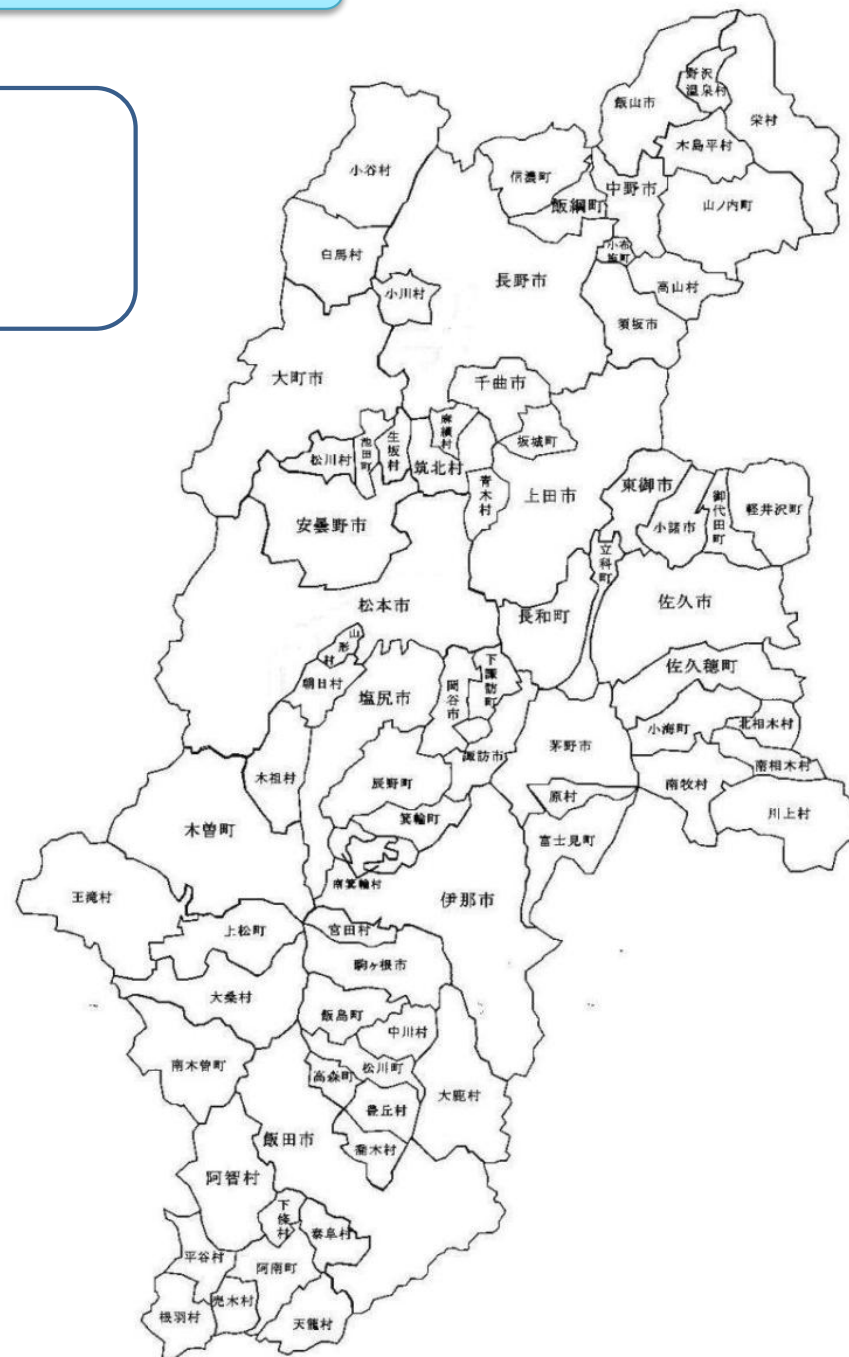 野沢
温泉村
飯山市
栄村
木島平村
小谷村
信濃町
中野市
飯綱町
山ノ内町
白馬村
小布
施町
長野市
高山村
小川村
須坂市
大町市
千曲市
麻績村
坂城町
生坂村
池田町
松川村
筑北村
青木村
上田市
東御市
御代田町
軽井沢町
小諸市
安曇野市
立科町
松本市
長和町
佐久市
山形村
朝日村
塩尻市
岡谷市
下諏訪町
佐久穂町
小海町
北相木村
諏訪市
茅野市
南相木村
木祖村
辰野町
原村
南牧村
川上村
木曽町
箕輪町
富士見町
南箕輪村
王滝村
伊那市
上松町
宮田村
駒ヶ根市
大桑村
飯島町
中川村
南木曽町
高森町
松川町
大鹿村
豊丘村
飯田市
喬木村
阿智村
下條村
泰阜村
平谷村
阿南町
売木村
根羽村
天龍村